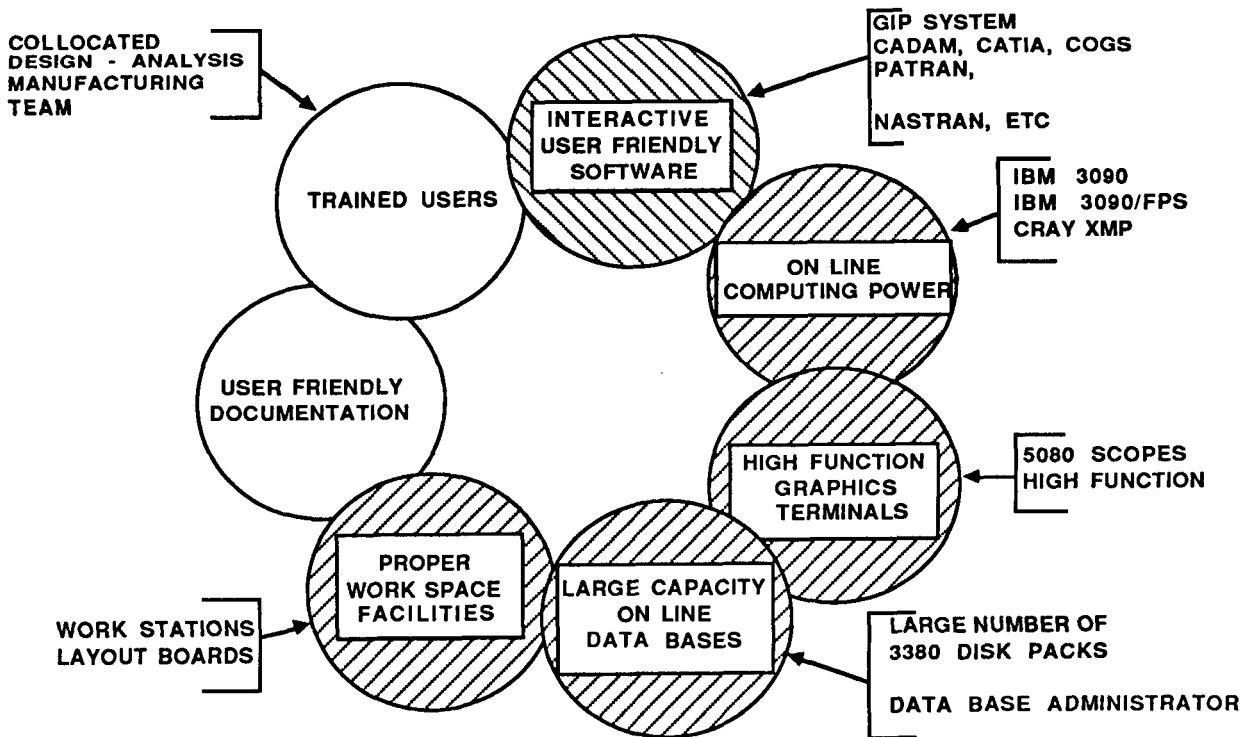 COLLOCATED
DESIGN - ANALYSIS
MANUFACTURING
TEAM
GIP SYSTEM
CADAM, CATIA, COGS
PATRAN,
NASTRAN, ETC
INTERACTIVE
USER FRIENDLY
SOFTWARE
TRAINED USERS
IBM 3090
IBM 3090/FPS
CRAY XMP
ON LINE
COMPUTING POWER
USER FRIENDLY
DOCUMENTATION
HIGH FUNCTION
GRAPHICS
TERMINALS
5080 SCOPES
HIGH FUNCTION
PROPER
WORK SPACE
FACILITIES
LARGE CAPACITY
ON LINE
DATA BASES
WORK STATIONS
LAYOUT BOARDS
LARGE NUMBER OF
3380 DISK PACKS
DATA BASE ADMINISTRATOR